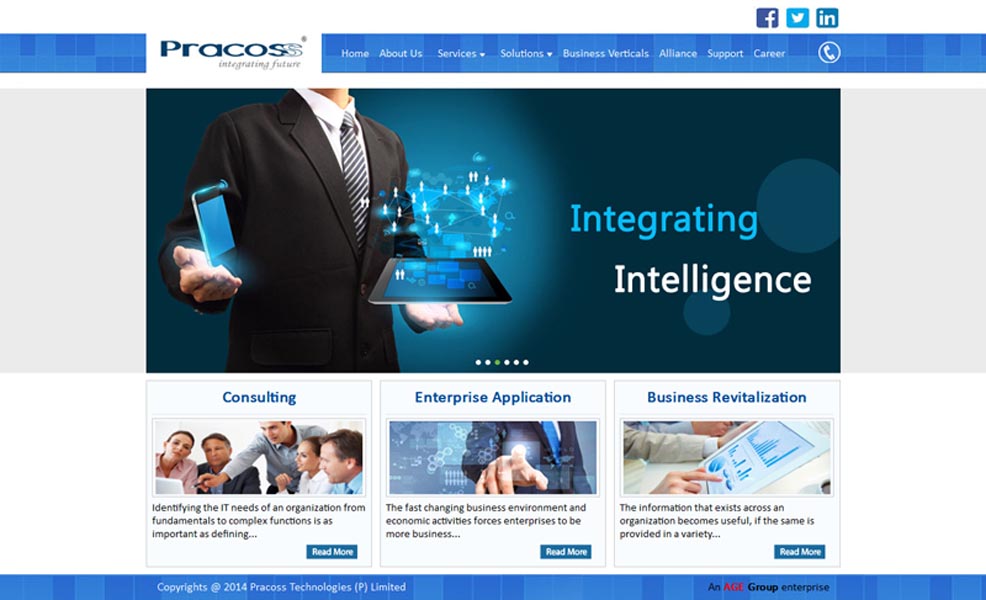 Pracoss®
integrating future
Home About Us Services Solutions Business Verticals Alliance Support Career
Integrating
Intelligence
Consulting
Identifying the IT needs of an organization from
fundamentals to complex functions is as
important as defining...
Read More
Enterprise Application
The fast changing business environment and
economic activities forces enterprises to be
more business...
Read More
Business Revitalization
The information that exists across an
organization becomes useful, if the same is
provided in a variety...
Read More
Copyrights @ 2014 Pracoss Technologies (P) Limited
An AGE Group enterprise